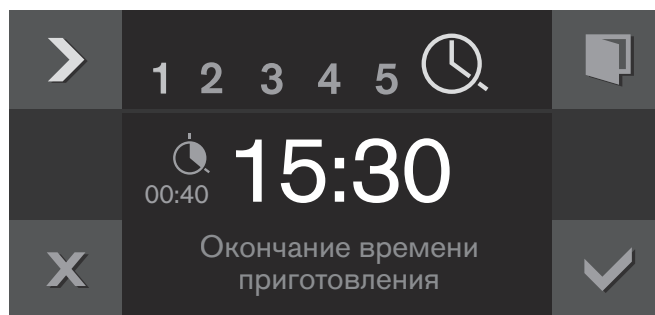 1 2 3 4 5
00:40 15:30
Окончание времени
приготовления